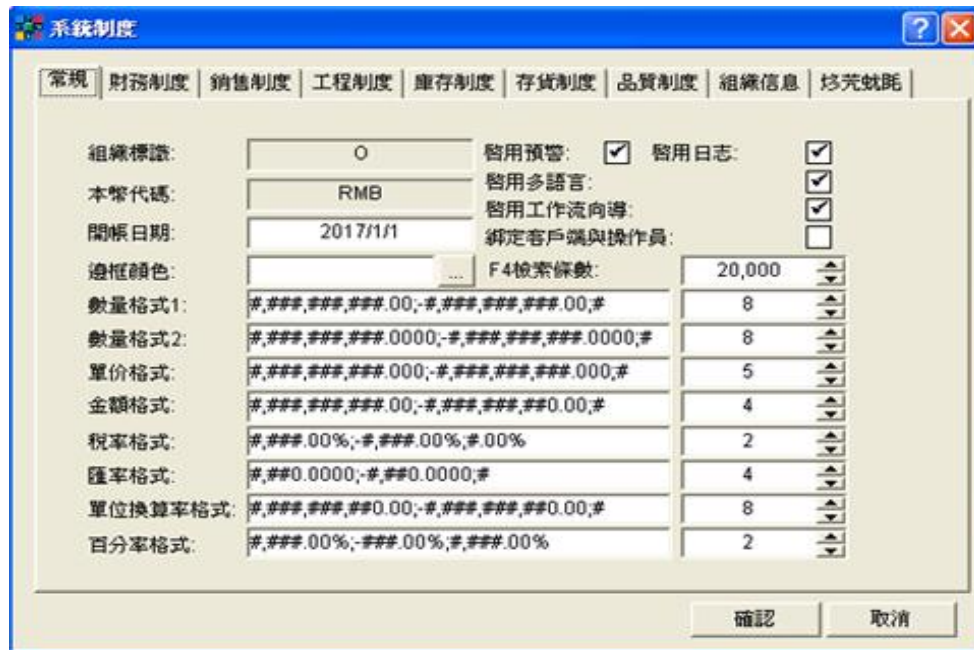 系統制度
常規 財務制度 銷售制度 工程制度 庫存制度 存貨制度 品質制度 組織信息 炵苀蚘眊
組織標識: O 啓用預警: 啓用日志:
本幣代碼: RMB 啓用多語言:
啓用工作流向導:
開帳日期: 2017/1/1 綁定客戶端與操作員:
邊框顏色: ... F4檢索條數: 20,000
數量格式1: #,###,###,###.00;-#,###,###,###.00;# 8
數量格式2: #,###,###,###.0000;-#,###,###,###.0000;# 8
單价格式: #,###,###,###.000;-#,###,###,###.000;# 5
金額格式: #,###,###,###.00;-#,###,###,##0.00;# 4
稅率格式: #,###.00%;-#,###.00%;#.00% 2
匯率格式: #,##0.0000;-#,##0.0000;# 4
單位換算率格式: #,###,###,##0.00;-#,###,###,##0.00;# 8
百分率格式: #,###.00%;-###.00%;#,###.00% 2
確認 取消